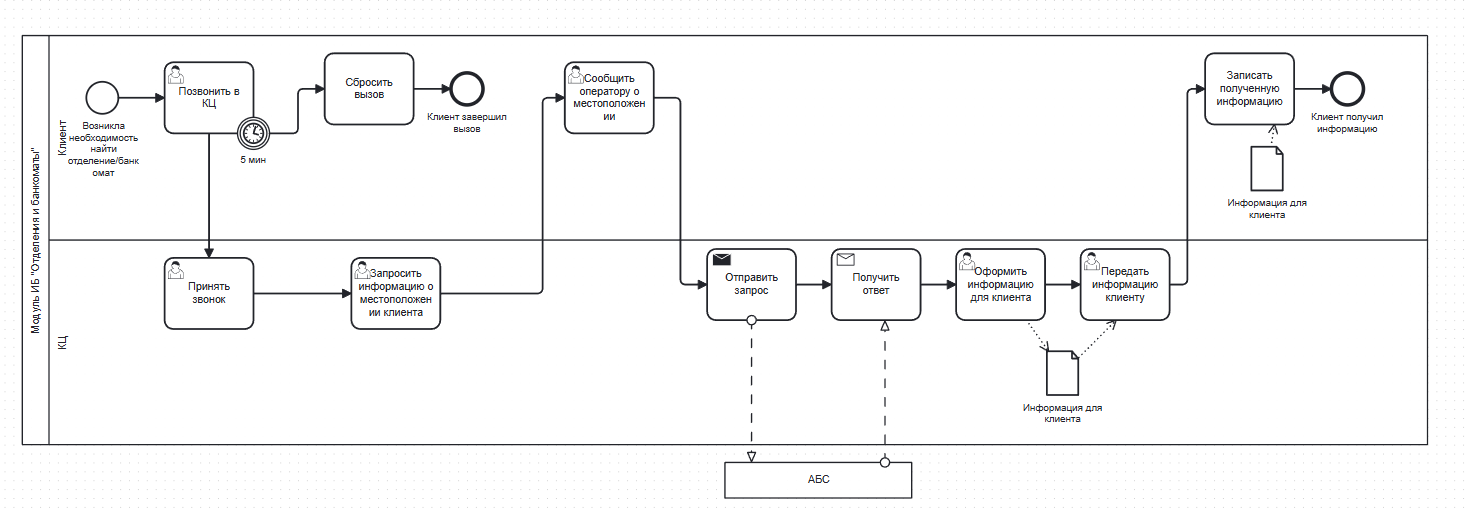 Модуль ИБ "Отделения и банкоматы"
Клиент
Возникла
необходимость
найти
отделение/банк
омат
Позвонить в
КЦ
5 мин
Сбросить
вызов
Клиент завершил
вызов
Сообщить
оператору о
местоположен
ии
Записать
полученную
информацию
Клиент получил
информацию
Информация для
клиента
КЦ
Принять
звонок
Запросить
информацию о
местоположен
ии клиента
Отправить
запрос
Получить
ответ
Оформить
информацию
для клиента
Передать
информацию
клиенту
Информация для
клиента
АБС